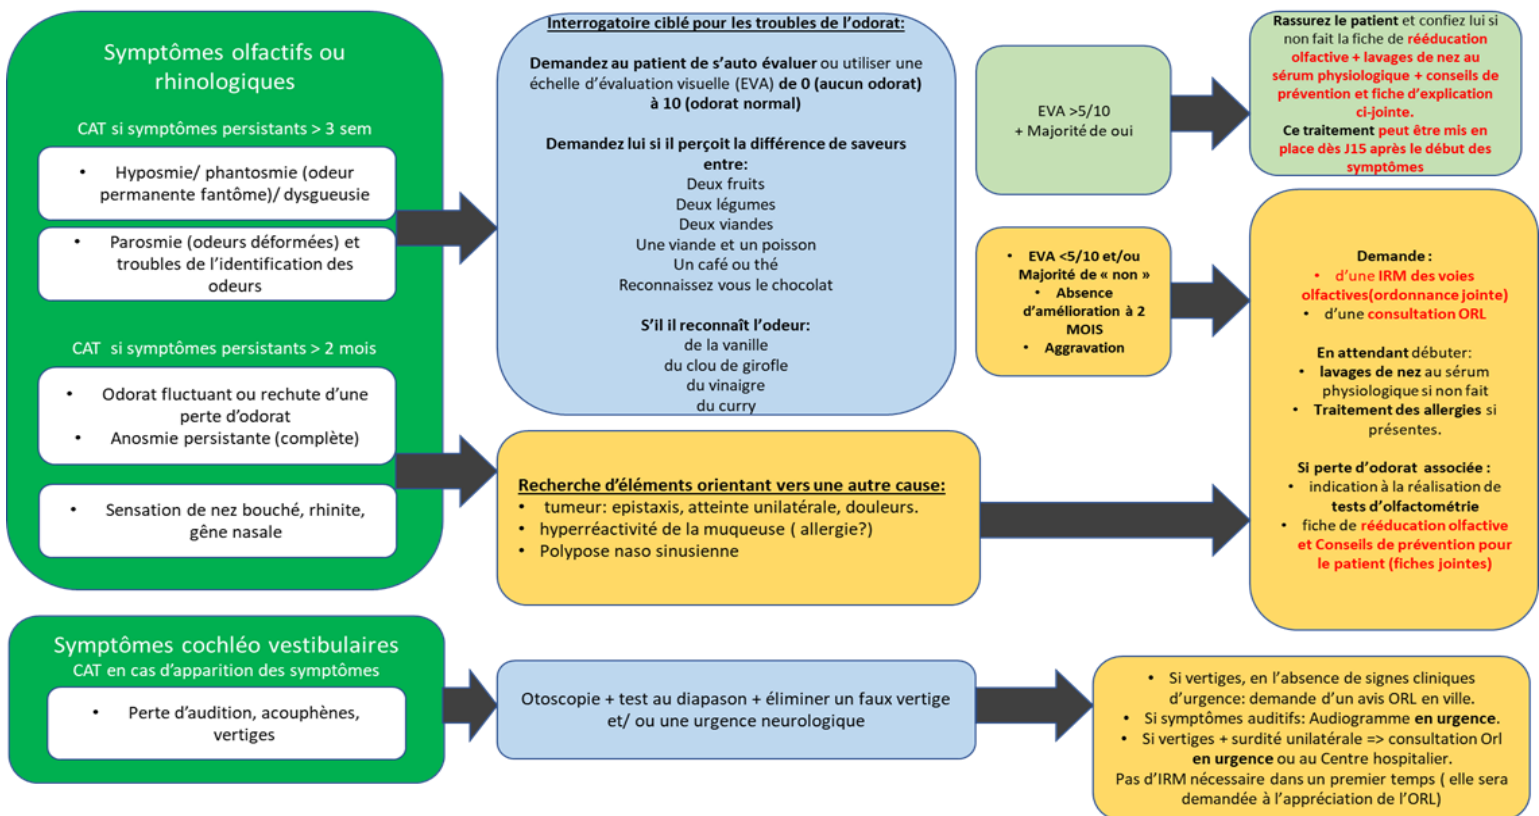 Symptômes olfactifs ou
rhinologiques
CAT si symptômes persistants > 3 sem
• Hyposmie/ phantosmie (odeur
permanente fantôme)/ dysgueusie
• Parosmie (odeurs déformées) et
troubles de l'identification des
odeurs
CAT si symptômes persistants > 2 mois
• Odorat fluctuant ou rechute d'une
perte d'odorat
• Anosmie persistante (complète)
• Sensation de nez bouché, rhinite,
gêne nasale
Interrogatoire ciblé pour les troubles de l'odorat:
Demandez au patient de s'auto évaluer ou utiliser une
échelle d'évaluation visuelle (EVA) de 0 (aucun odorat)
à 10 (odorat normal)
Demandez lui si il perçoit la différence de saveurs
entre:
Deux fruits
Deux légumes
Deux viandes
Une viande et un poisson
Un café ou thé
Reconnaissez vous le chocolat
S'il il reconnaît l'odeur:
de la vanille
du clou de girofle
du vinaigre
du curry
Recherche d'éléments orientant vers une autre cause:
• tumeur: epistaxis, atteinte unilatérale, douleurs.
• hyperréactivité de la muqueuse ( allergie?)
• Polypose naso sinusienne
EVA >5/10
+ Majorité de oui
Rassurez le patient et confiez lui si
non fait la fiche de rééducation
olfactive + lavages de nez au
sérum physiologique + conseils de
prévention et fiche d'explication
ci-jointe.
Ce traitement peut être mis en
place dès J15 après le début des
symptômes
• EVA <5/10 et/ou
Majorité de « non »
• Absence
d'amélioration à 2
MOIS
• Aggravation
Demande :
• d'une IRM des voies
olfactives(ordonnance jointe)
• d'une consultation ORL
En attendant débuter:
• lavages de nez au sérum
physiologique si non fait
• Traitement des allergies si
présentes.
Si perte d'odorat associée :
• indication à la réalisation de
tests d'olfactométrie
• fiche de rééducation olfactive
et Conseils de prévention pour
le patient (fiches jointes)
Symptômes cochléo vestibulaires
CAT en cas d'apparition des symptômes
• Perte d'audition, acouphènes,
vertiges
Otoscopie + test au diapason + éliminer un faux vertige
et/ ou une urgence neurologique
• Si vertiges, en l'absence de signes cliniques
d'urgence: demande d'un avis ORL en ville.
• Si symptômes auditifs: Audiogramme en urgence.
• Si vertiges + surdité unilatérale => consultation Orl
en urgence ou au Centre hospitalier.
Pas d'IRM nécessaire dans un premier temps ( elle sera
demandée à l'appréciation de l'ORL)